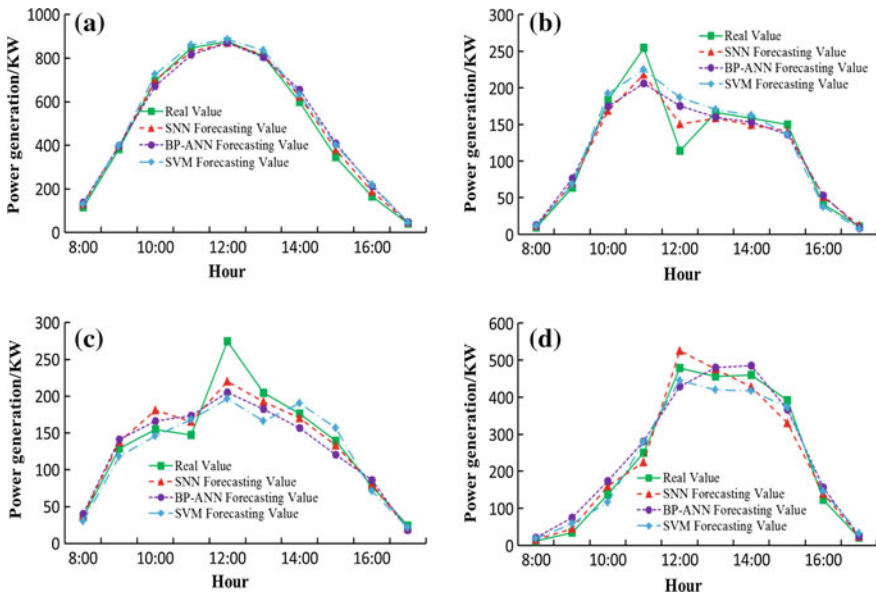 (a)
Power generation/KW
1000
800
600
400
200
0
Real Value
SNN Forecasting Value
BP-ANN Forecasting Value
SVM Forecasting Value
8:00 10:00 12:00 14:00 16:00
Hour
(b)
Power generation/KW
300
250
200
150
100
50
0
Real Value
SNN Forecasting Value
BP-ANN Forecasting Value
SVM Forecasting Value
8:00 10:00 12:00 14:00 16:00
Hour
(c)
Power generation/KW
300
250
200
150
100
50
0
Real Value
SNN Forecasting Value
BP-ANN Forecasting Value
SVM Forecasting Value
8:00 10:00 12:00 14:00 16:00
Hour
(d)
Power generation/KW
600
500
400
300
200
100
0
Real Value
SNN Forecasting Value
BP-ANN Forecasting Value
SVM Forecasting Value
8:00 10:00 12:00 14:00 16:00
Hour